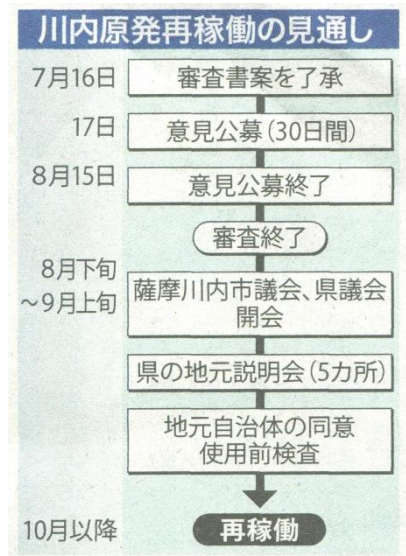 川内原発再稼働の見通し
7月16日 審査書案を了承
17日 意見公募(30日間)
8月15日 意見公募終了
審査終了
8月下旬
~9月上旬
薩摩川内市議会、県議会
開会
県の地元説明会(5カ所)
地元自治体の同意
使用前検査
10月以降 再稼働